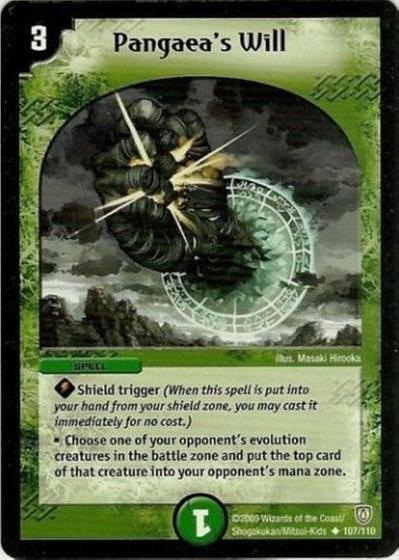 3
Pangaea's Will
illus. Masaki Hirooka
SPELL
Shield trigger (When this spell is put into
your hand from your shield zone, you may cast it
immediately for no cost.)
▪ Choose one of your opponent's evolution
creatures in the battle zone and put the top card
of that creature into your opponent's mana zone.
1
©2005 Wizards of the Coast/
Shogakukan/Mitsui-Kids ◆ 107/110